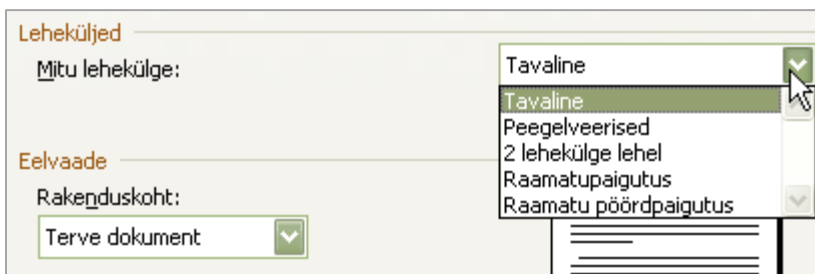 Leheküljed
Mitu lehekülge:
Tavaline
Tavaline
Peegelveerised
2 lehekülge lehel
Raamatupaigutus
Raamatu pöördpaigutus
Eelvaade
Rakenduskoht:
Terve dokument